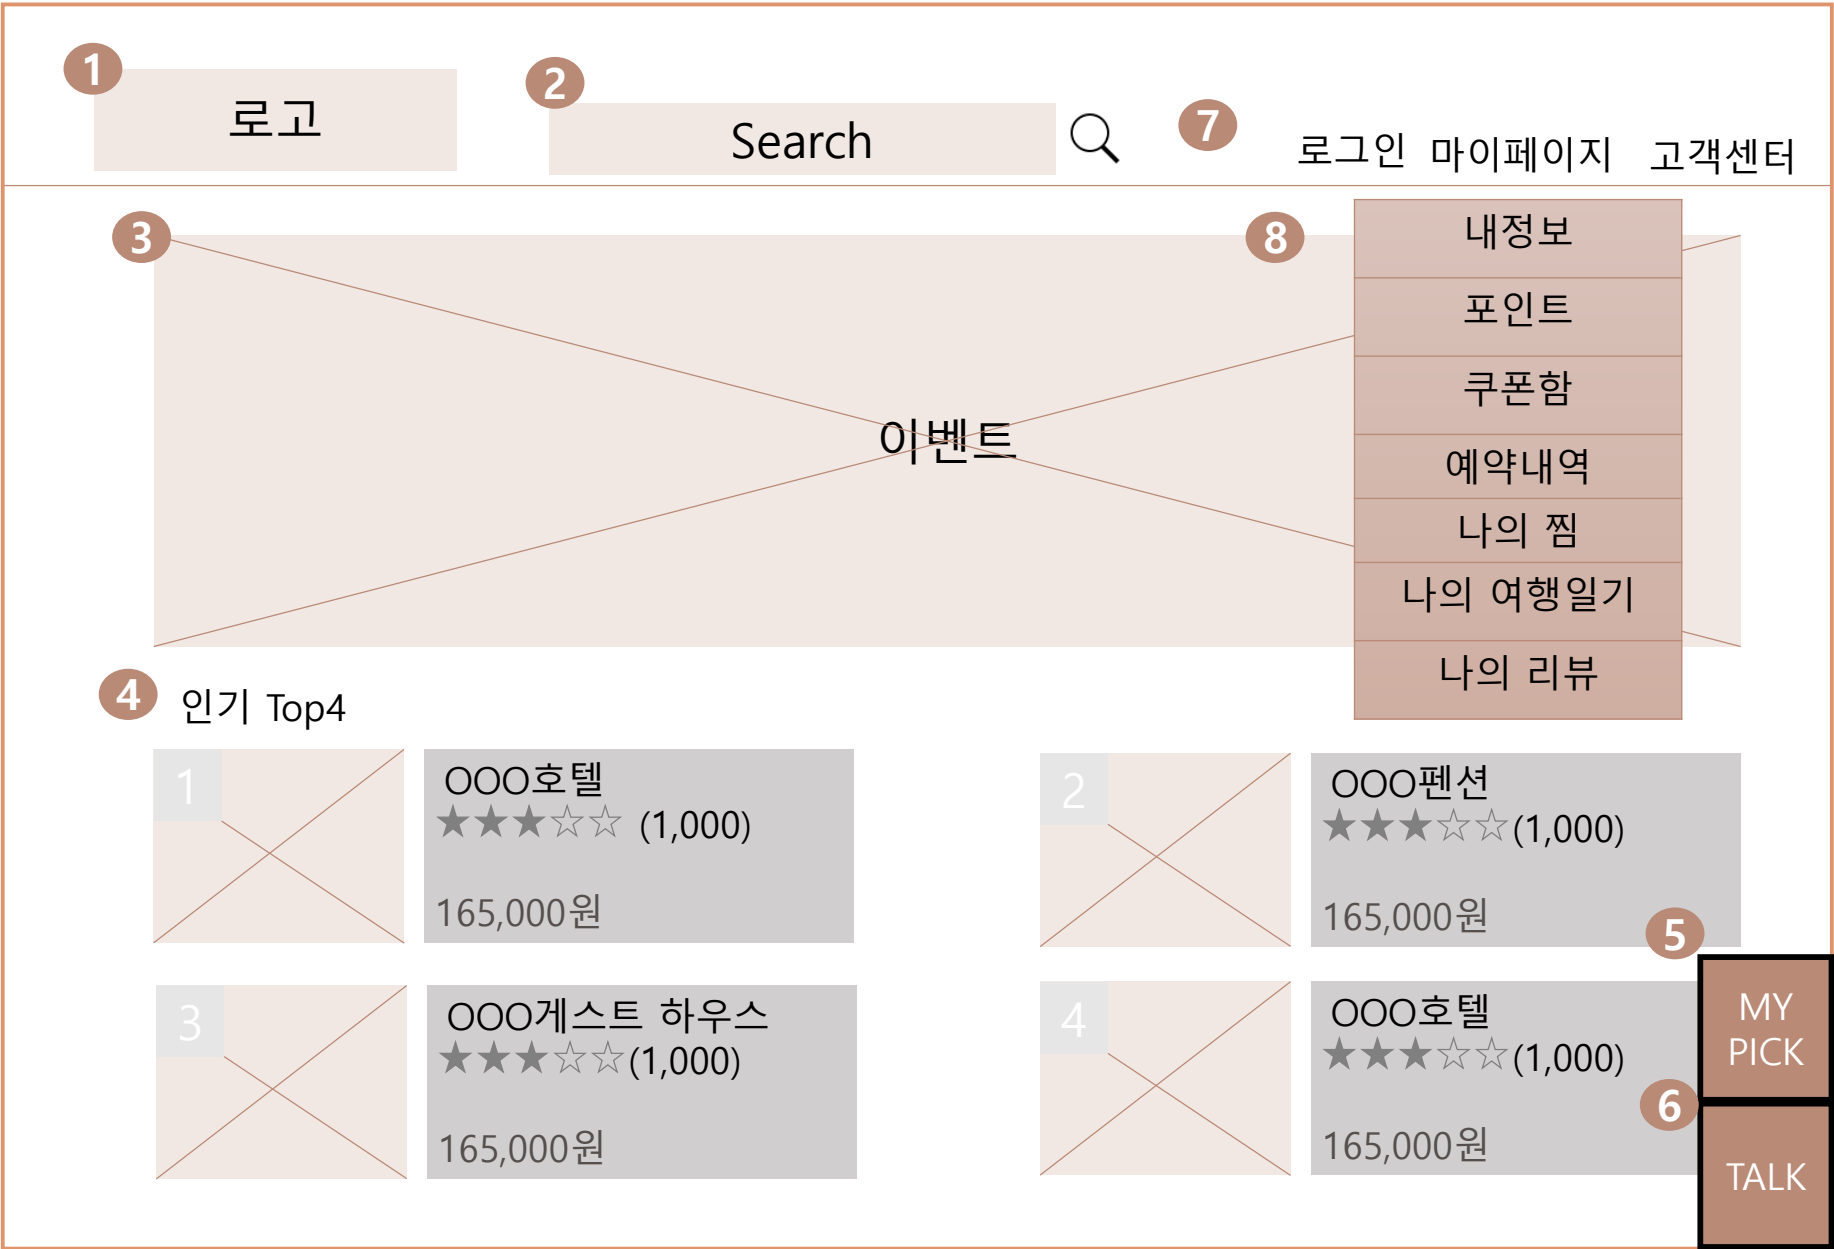 1
로고
2
Search
7
로그인 마이페이지 고객센터
3
이벤트
8
내정보
포인트
쿠폰함
예약내역
나의 찜
나의 여행일기
나의 리뷰
4
인기 Top4
1
OOO호텔
★★★☆☆ (1,000)
165,000원
2
OOO펜션
★★★☆☆(1,000)
165,000원
3
OOO게스트 하우스
★★★☆☆(1,000)
165,000원
4
OOO호텔
★★★☆☆(1,000)
165,000원
5
MY
PICK
6
TALK